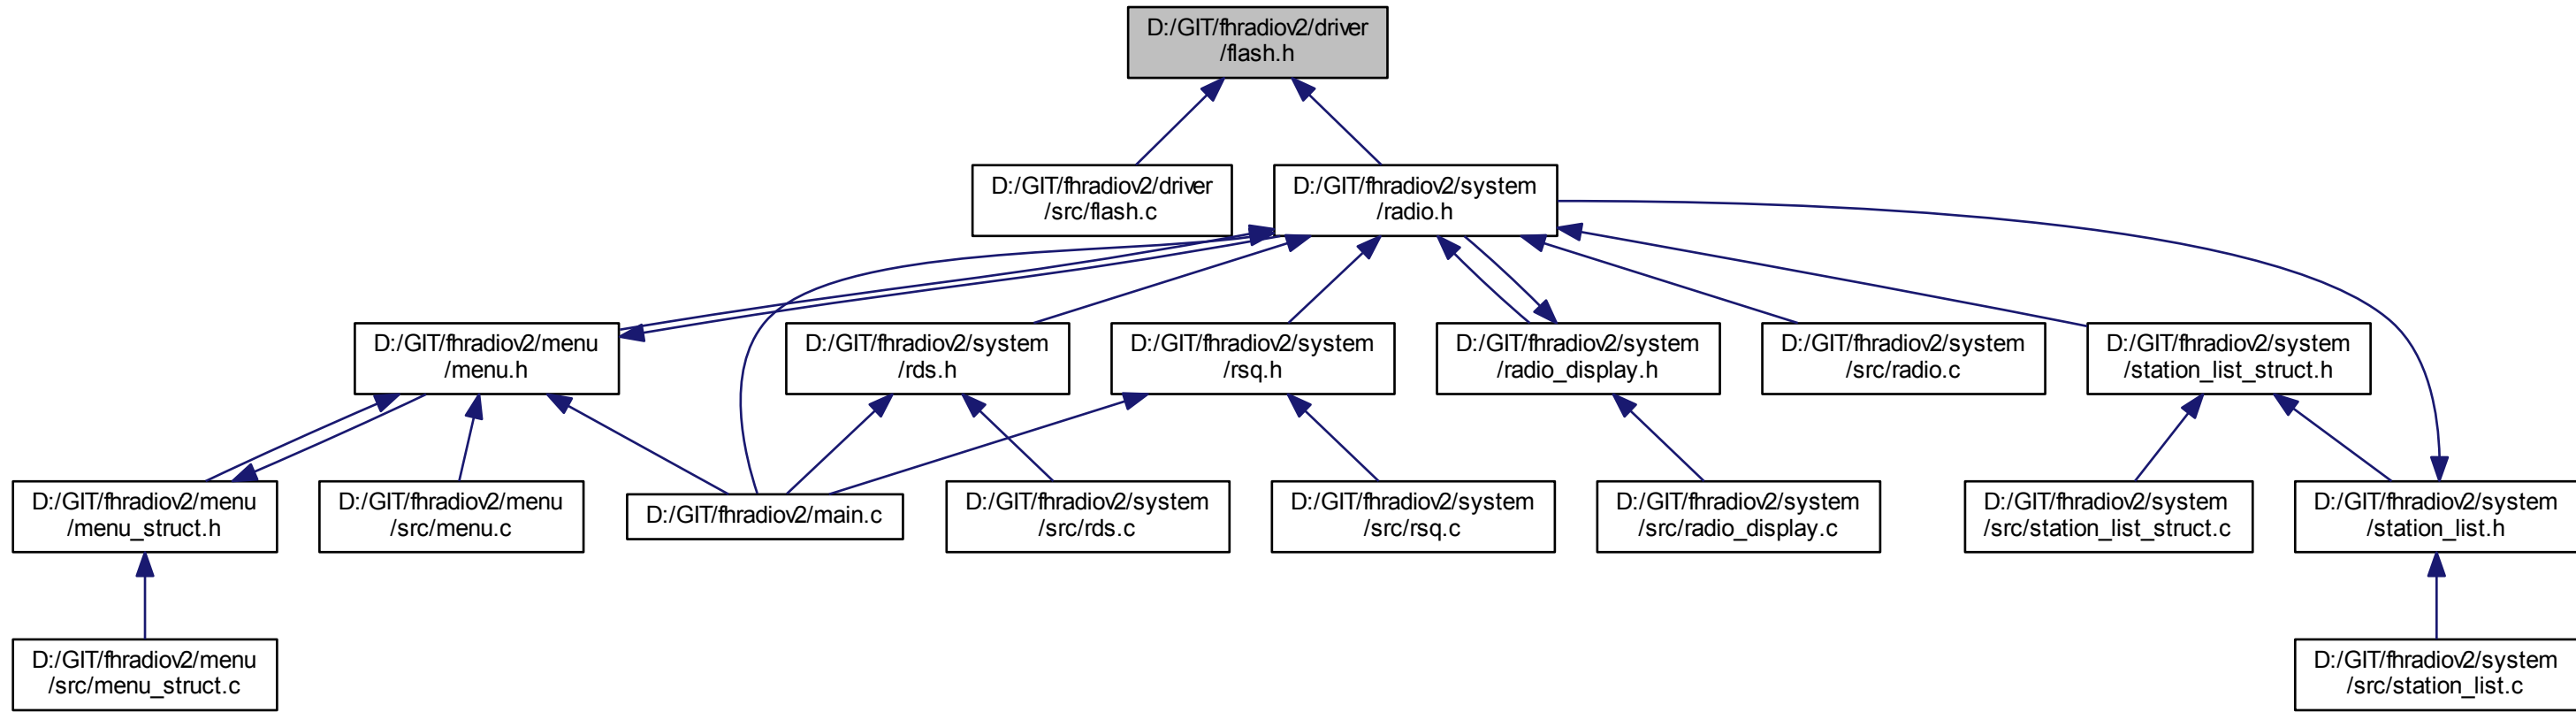 D:/GIT/fhradiov2/driver
/flash.h
D:/GIT/fhradiov2/driver
/src/flash.c
D:/GIT/fhradiov2/system
/radio.h
D:/GIT/fhradiov2/menu
/menu.h
D:/GIT/fhradiov2/system
/rds.h
D:/GIT/fhradiov2/system
/rsq.h
D:/GIT/fhradiov2/system
/radio_display.h
D:/GIT/fhradiov2/system
/src/radio.c
D:/GIT/fhradiov2/system
/station_list_struct.h
D:/GIT/fhradiov2/menu
/menu_struct.h
D:/GIT/fhradiov2/menu
/src/menu.c
D:/GIT/fhradiov2/main.c
D:/GIT/fhradiov2/system
/src/rds.c
D:/GIT/fhradiov2/system
/src/rsq.c
D:/GIT/fhradiov2/system
/src/radio_display.c
D:/GIT/fhradiov2/system
/src/station_list_struct.c
D:/GIT/fhradiov2/system
/station_list.h
D:/GIT/fhradiov2/menu
/src/menu_struct.c
D:/GIT/fhradiov2/system
/src/station_list.c